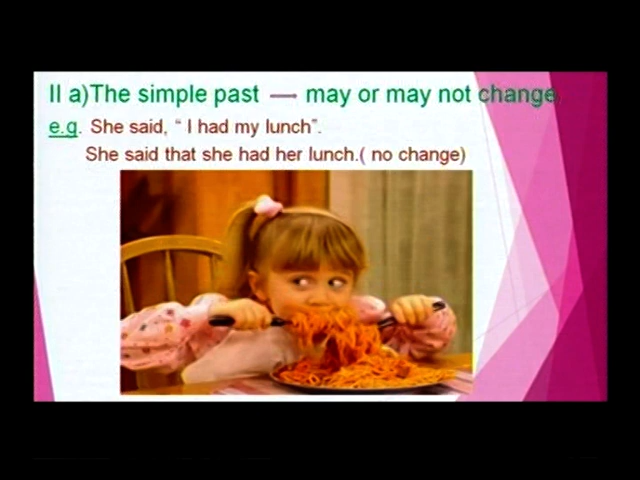 II a)The simple past → may or may not change.
e.g. She said, “ I had my lunch”.
She said that she had her lunch.( no change)